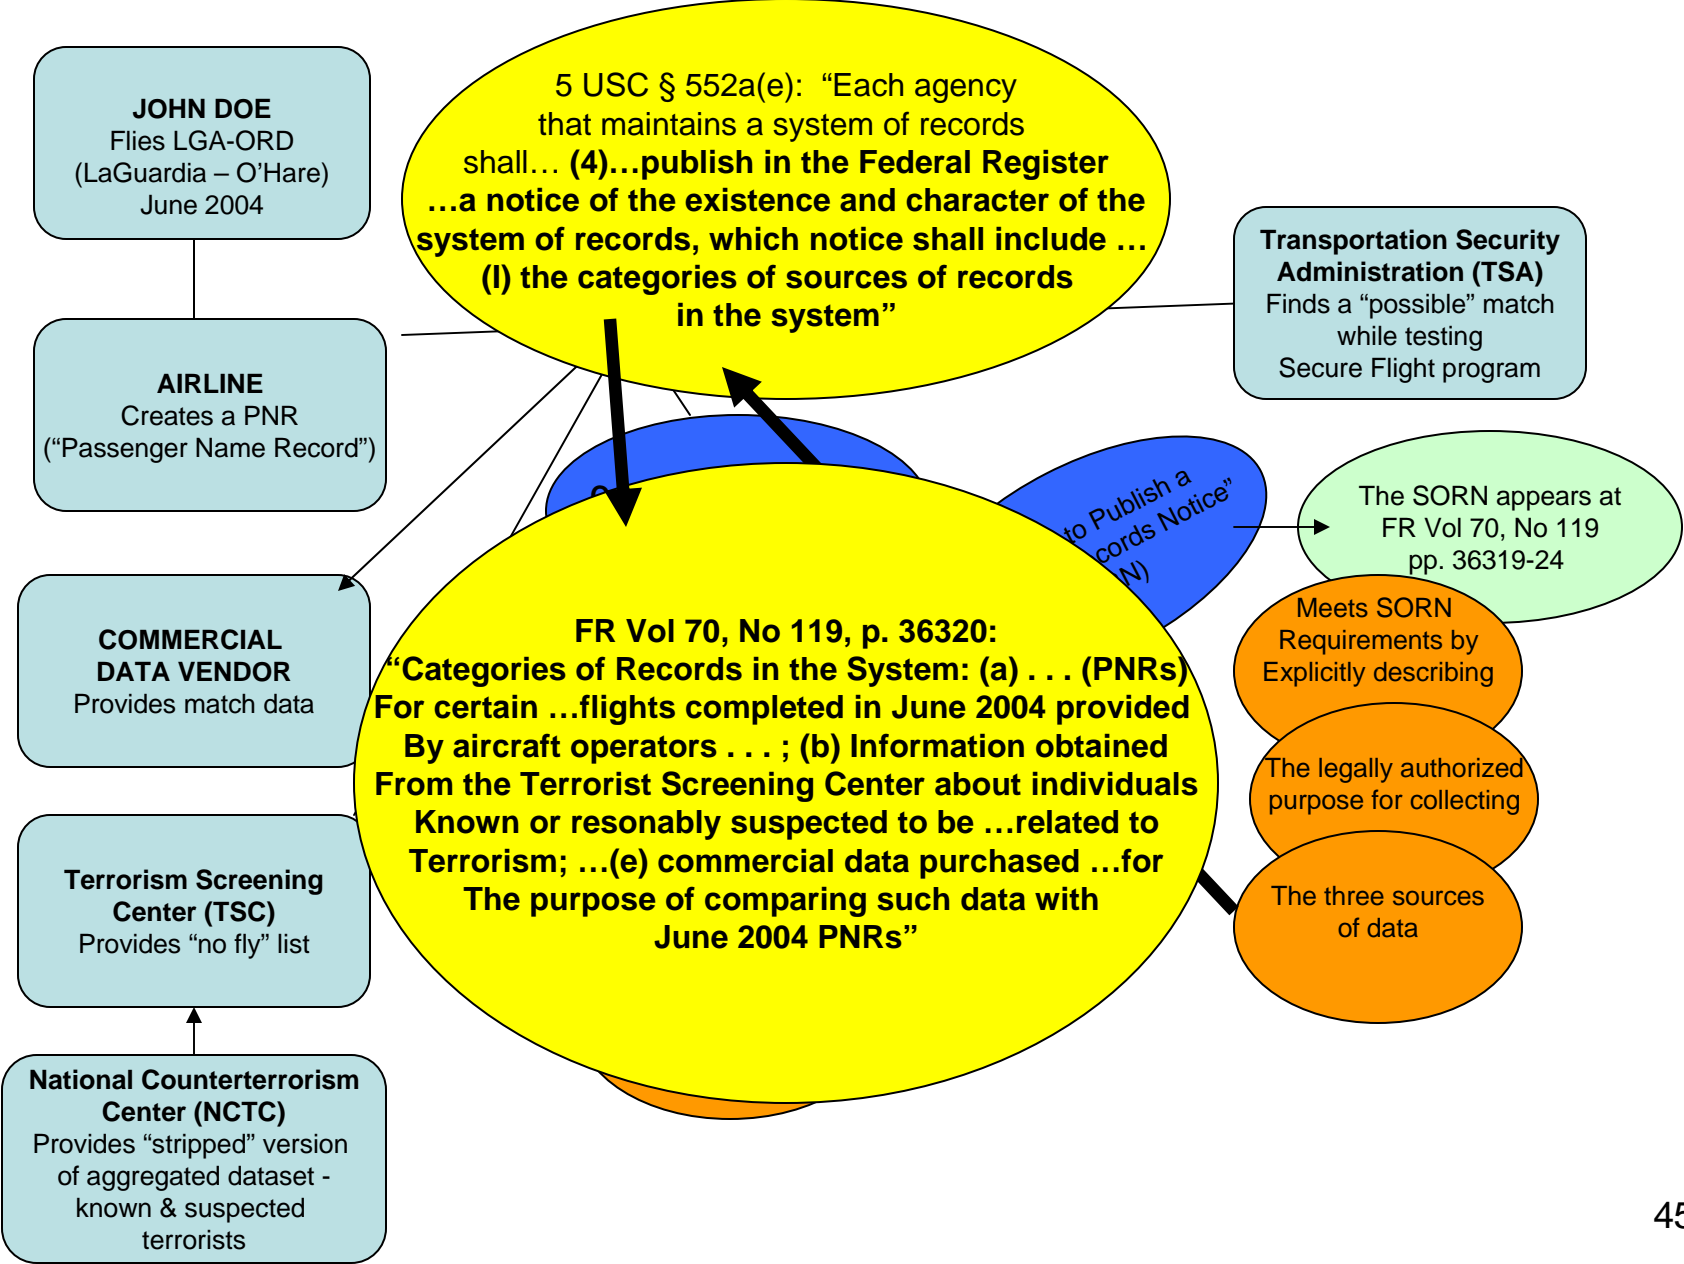 JOHN DOE
Flies LGA-ORD
(LaGuardia – O’Hare)
June 2004
AIRLINE
Creates a PNR
(“Passenger Name Record”)
COMMERCIAL
DATA VENDOR
Provides match data
Terrorism Screening
Center (TSC)
Provides “no fly” list
National Counterterrorism
Center (NCTC)
Provides “stripped” version
of aggregated dataset -
known & suspected
terrorists
5 USC § 552a(e):  “Each agency
that maintains a system of records
shall… (4)…publish in the Federal Register
…a notice of the existence and character of the
system of records, which notice shall include …
(I) the categories of sources of records
in the system”
to Publish a
cords Notice”
N)
FR Vol 70, No 119, p. 36320:
“Categories of Records in the System: (a) . . . (PNRs)
For certain …flights completed in June 2004 provided
By aircraft operators . . . ; (b) Information obtained
From the Terrorist Screening Center about individuals
Known or resonably suspected to be …related to
Terrorism; …(e) commercial data purchased …for
The purpose of comparing such data with
June 2004 PNRs”
Transportation Security
Administration (TSA)
Finds a “possible” match
while testing
Secure Flight program
The SORN appears at
FR Vol 70, No 119
pp. 36319-24
Meets SORN
Requirements by
Explicitly describing
The legally authorized
purpose for collecting
The three sources
of data
45